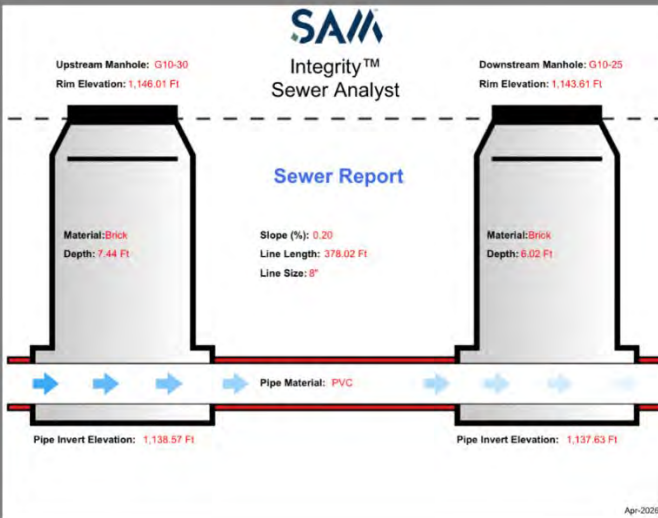 SAM
Integrity™
Sewer Analyst
Upstream Manhole: G10-30
Rim Elevation: 1,146.01 Ft
Downstream Manhole: G10-25
Rim Elevation: 1,143.61 Ft
Sewer Report
Material:Brick
Depth: 7.44 Ft
Slope (%): 0.20
Line Length: 378.02 Ft
Line Size: 8"
Material:Brick
Depth: 6.02 Ft
Pipe Material: PVC
Pipe Invert Elevation: 1,138.57 Ft
Pipe Invert Elevation: 1,137.63 Ft
Apr-2026